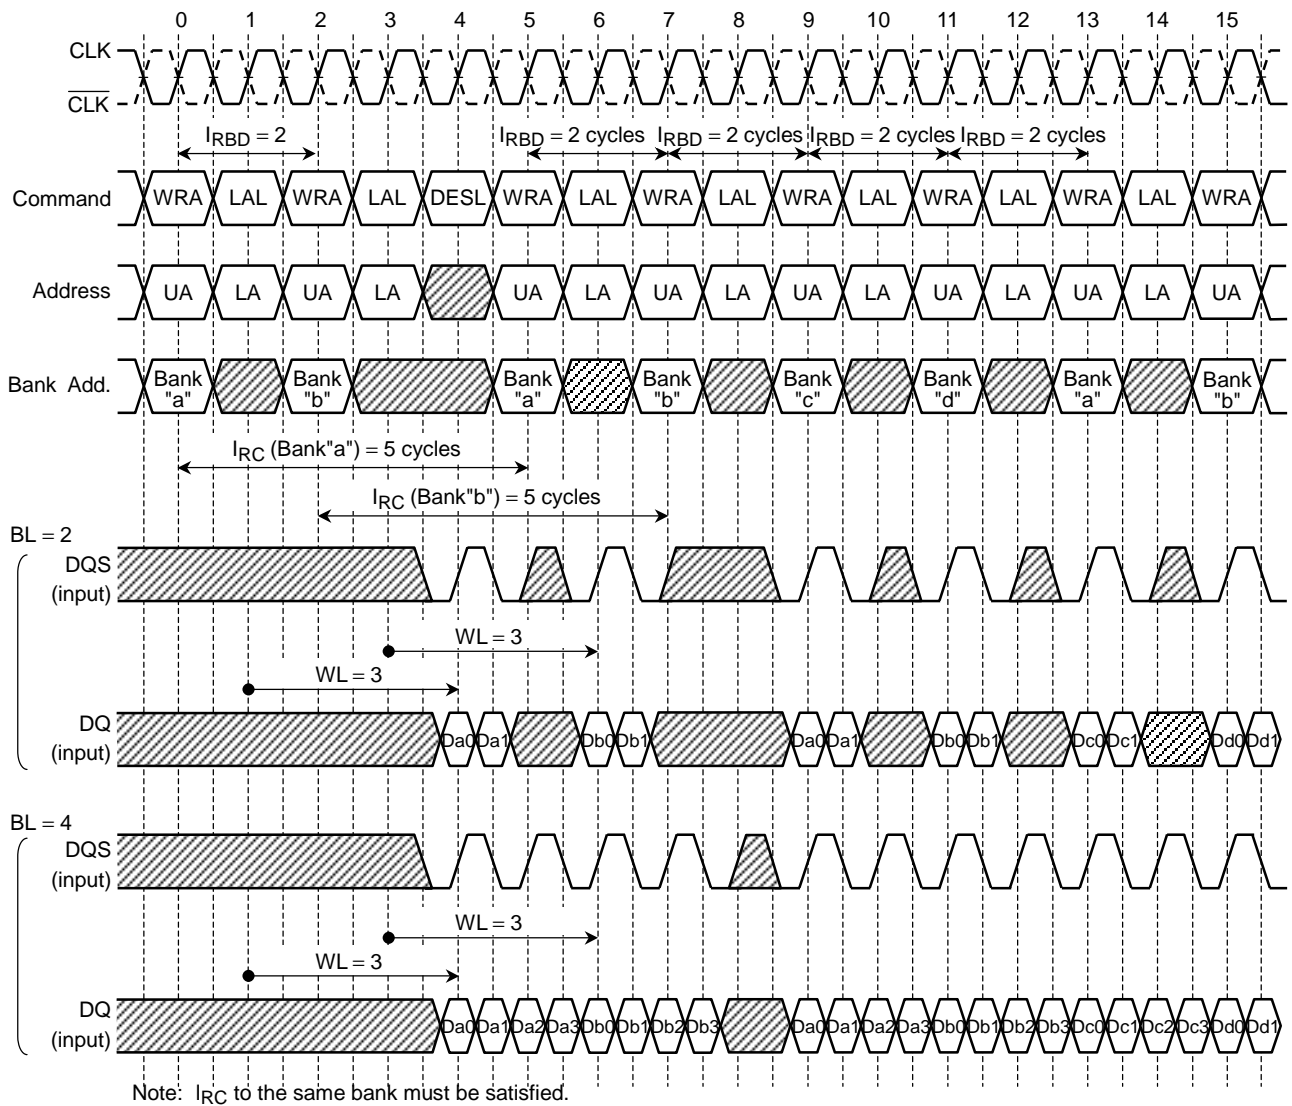 0 1 2 3 4 5 6 7 8 9 10 11 12 13 14 15
CLK
CLK
IRBD = 2 IRBD = 2 cycles IRBD = 2 cycles IRBD = 2 cycles IRBD = 2 cycles
Command WRA LAL WRA LAL DESL WRA LAL WRA LAL WRA LAL WRA LAL WRA LAL WRA
Address UA LA UA LA UA LA UA LA UA LA UA LA UA LA UA
Bank Add. Bank "a" Bank "b" Bank "a" Bank "b" Bank "c" Bank "d" Bank "a" Bank "b"
IRC (Bank"a") = 5 cycles
IRC (Bank"b") = 5 cycles
BL = 2
DQS
(input)
WL = 3
WL = 3
DQ
(input)
Da0 Da1 Db0 Db1 Da0 Da1 Db0 Db1 Dc0 Dc1 Dd0 Dd1
BL = 4
DQS
(input)
WL = 3
WL = 3
DQ
(input)
Da0 Da1 Da2 Da3 Db0 Db1 Db2 Db3 Da0 Da1 Da2 Da3 Db0 Db1 Db2 Db3 Dc0 Dc1 Dc2 Dc3 Dd0 Dd1
Note: IRC to the same bank must be satisfied.